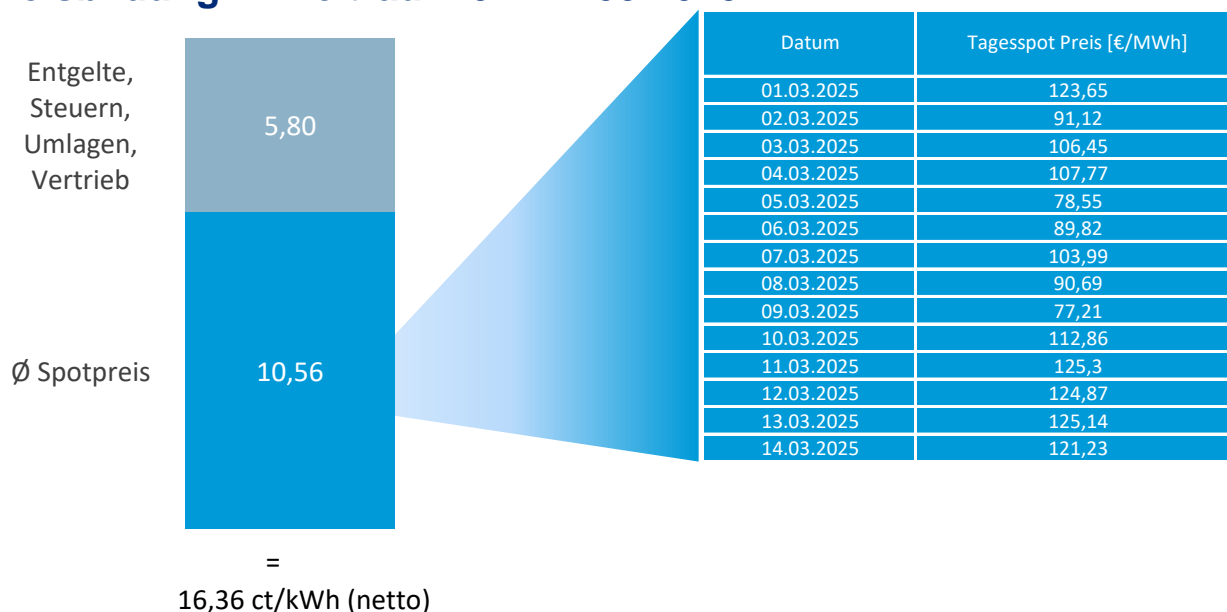 Entgelte,
Steuern,
Umlagen,
Vertrieb
5,80
Ø Spotpreis
10,56
=
16,36 ct/kWh (netto)
Datum Tagesspot Preis [€/MWh]
01.03.2025 123,65
02.03.2025 91,12
03.03.2025 106,45
04.03.2025 107,77
05.03.2025 78,55
06.03.2025 89,82
07.03.2025 103,99
08.03.2025 90,69
09.03.2025 77,21
10.03.2025 112,86
11.03.2025 125,3
12.03.2025 124,87
13.03.2025 125,14
14.03.2025 121,23